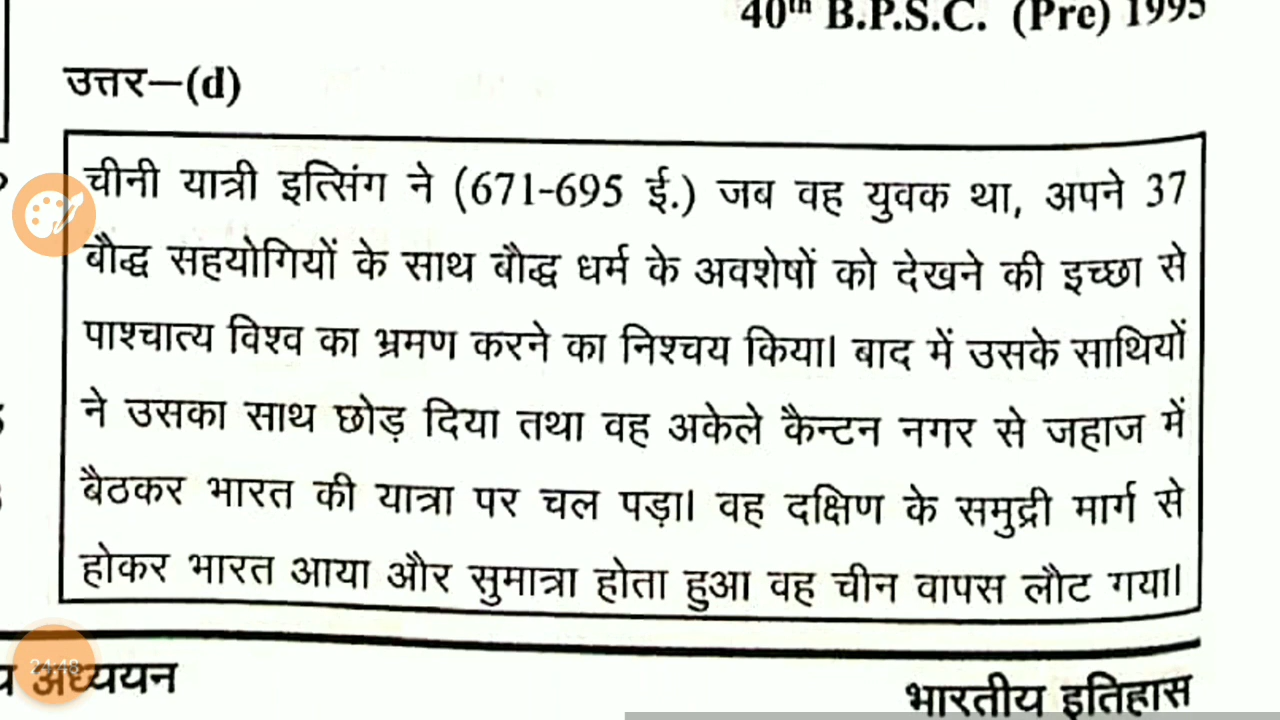 40th B.P.S.C. (Pre) 1995
उत्तर–(d)
चीनी यात्री इत्सिंग ने (671-695 ई.) जब वह युवक था, अपने 37
बौद्ध सहयोगियों के साथ बौद्ध धर्म के अवशेषों को देखने की इच्छा से
पाश्चात्य विश्व का भ्रमण करने का निश्चय किया। बाद में उसके साथियों
ने उसका साथ छोड़ दिया तथा वह अकेले कैन्टन नगर से जहाज में
बैठकर भारत की यात्रा पर चल पड़ा। वह दक्षिण के समुद्री मार्ग से
होकर भारत आया और सुमात्रा होता हुआ वह चीन वापस लौट गया।
24:48
अध्ययन
भारतीय इतिहास